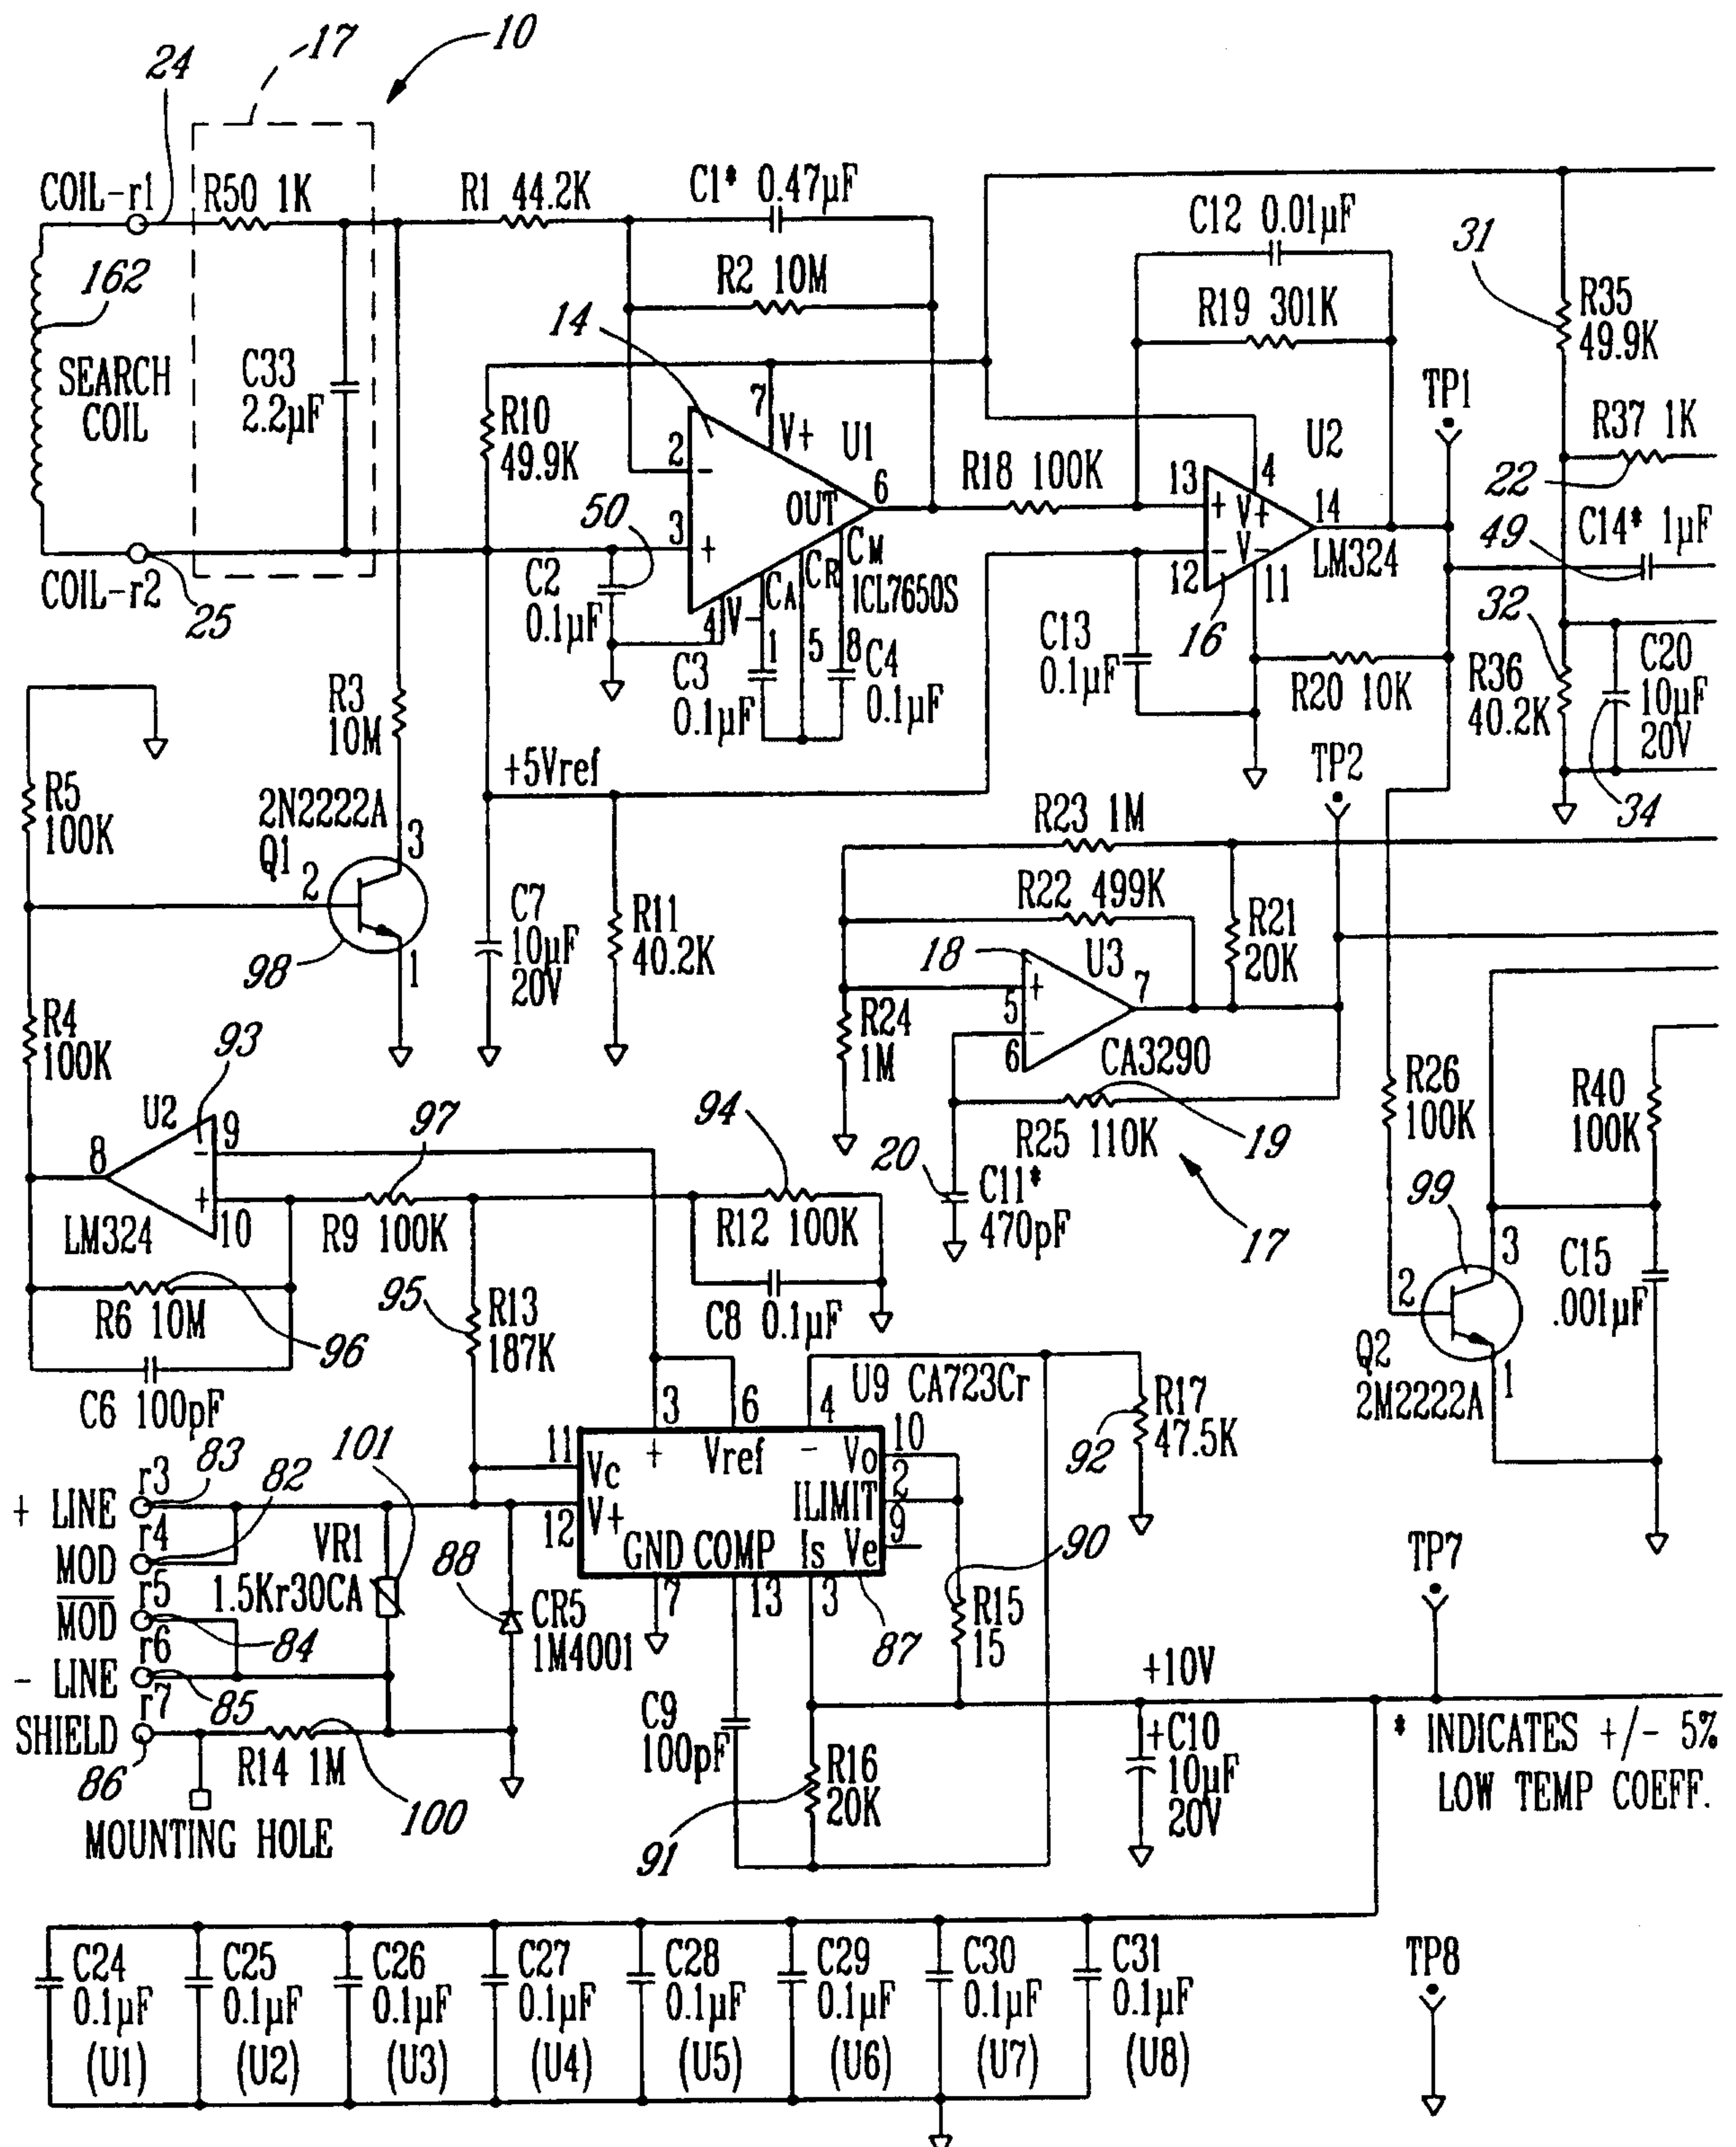 10
17
24
COIL-r1
R50 1K
R1 44.2K
C1* 0.47µF
C12 0.01µF
31
162
R2 10M
R19 301K
R35
49.9K
14
SEARCH
COIL
C33
2.2µF
R10
49.9K
7
V+
U1
2
-
6
OUT
3
+
50
R18 100K
U2
TP1
R37 1K
22
13
+
V+
4
14
-
V-
12
11
LM324
16
C14* 1µF
49
COIL-r2
25
C2
0.1µF
4
V-
CA
CR
CM
ICL7650S
1
5
8
C3
0.1µF
C4
0.1µF
C13
0.1µF
R20 10K
32
R36
40.2K
C20
10µF
20V
34
R3
10M
+5Vref
TP2
R5
100K
2N2222A
Q1
3
2
1
98
R23 1M
R22 499K
R21
20K
C7
10µF
20V
R11
40.2K
18
U3
7
+
5
-
6
CA3290
R24
1M
R4
100K
93
R25 110K
19
17
20
C11*
470pF
R26
100K
R40
100K
U2
97
94
8
-
9
+
10
LM324
R9 100K
R12 100K
99
3
2
1
Q2
2M2222A
C15
.001µF
R6 10M
96
95
R13
187K
C8 0.1µF
C6 100pF
3
6
4
U9 CA723Cr
R17
47.5K
92
101
11
Vc
+
Vref
-
Vo
10
2
ILIMIT
12
V+
9
GND
COMP
Is
Ve
7
13
3
87
90
r3
83
82
+ LINE
r4
MOD
r5
MOD
r6
84
- LINE
r7
85
SHIELD
86
VR1
1.5Kr30CA
88
CR5
1M4001
R15
15
TP7
+10V
R14 1M
100
MOUNTING HOLE
C9
100pF
R16
20K
91
+
C10
10µF
20V
* INDICATES +/- 5%
LOW TEMP COEFF.
C24
0.1µF
(U1)
C25
0.1µF
(U2)
C26
0.1µF
(U3)
C27
0.1µF
(U4)
C28
0.1µF
(U5)
C29
0.1µF
(U6)
C30
0.1µF
(U7)
C31
0.1µF
(U8)
TP8